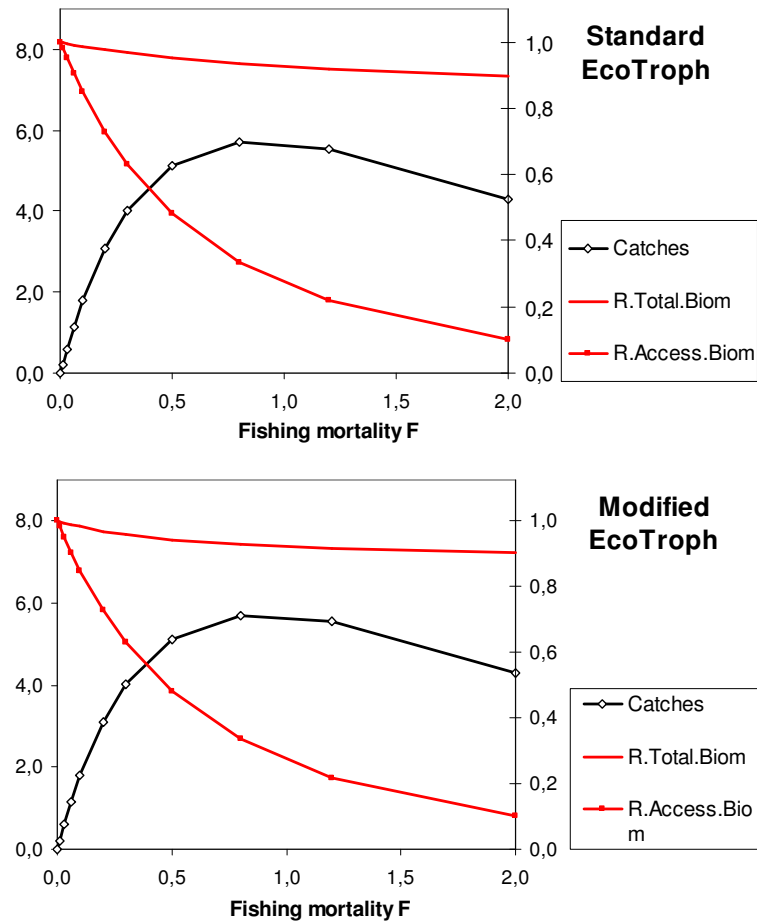 Standard
EcoTroph
8,0
6,0
4,0
2,0
0,0
1,0
0,8
0,6
0,4
0,2
0,0
0,0
0,5
1,0
1,5
2,0
Fishing mortality F
Catches
R.Total.Biom
R.Access.Biom
Modified
EcoTroph
8,0
6,0
4,0
2,0
0,0
1,0
0,8
0,6
0,4
0,2
0,0
0,0
0,5
1,0
1,5
2,0
Fishing mortality F
Catches
R.Total.Biom
R.Access.Bio
m